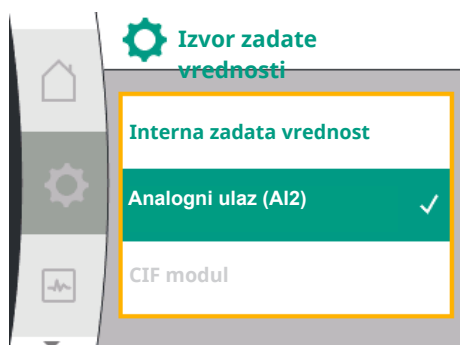 Izvor zadate
vrednosti
Interna zadata vrednost
Analogni ulaz (AI2)
CIF modul